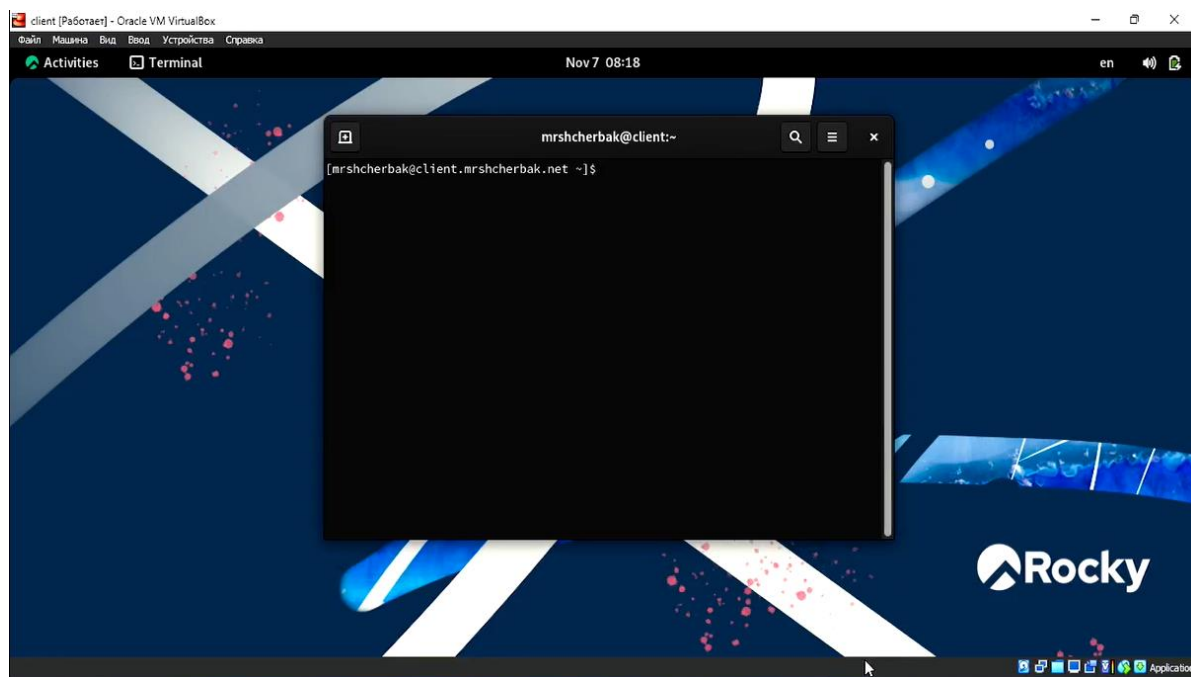 client [Работает] - Oracle VM VirtualBox
Файл Машина Вид Ввод Устройства Справка
Activities Terminal Nov 7 08:18 en
mrshcherbak@client:~
[mrshcherbak@client.mrshcherbak.net ~]$
Rocky
Application